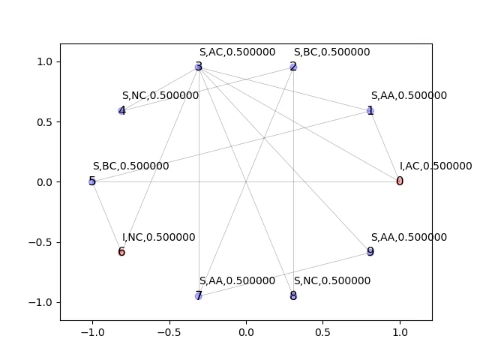 S,AC,0.500000 S,BC,0.500000
3 2
1.0
S,NC,0.500000 S,AA,0.500000
4 1
0.5
S,BC,0.500000 I,AC,0.500000
0.0 5 0
I,NC,0.500000 S,AA,0.500000
−0.5
6 9
S,AA,0.500000 S,NC,0.500000
7 8
−1.0
−1.0 −0.5 0.0 0.5 1.0